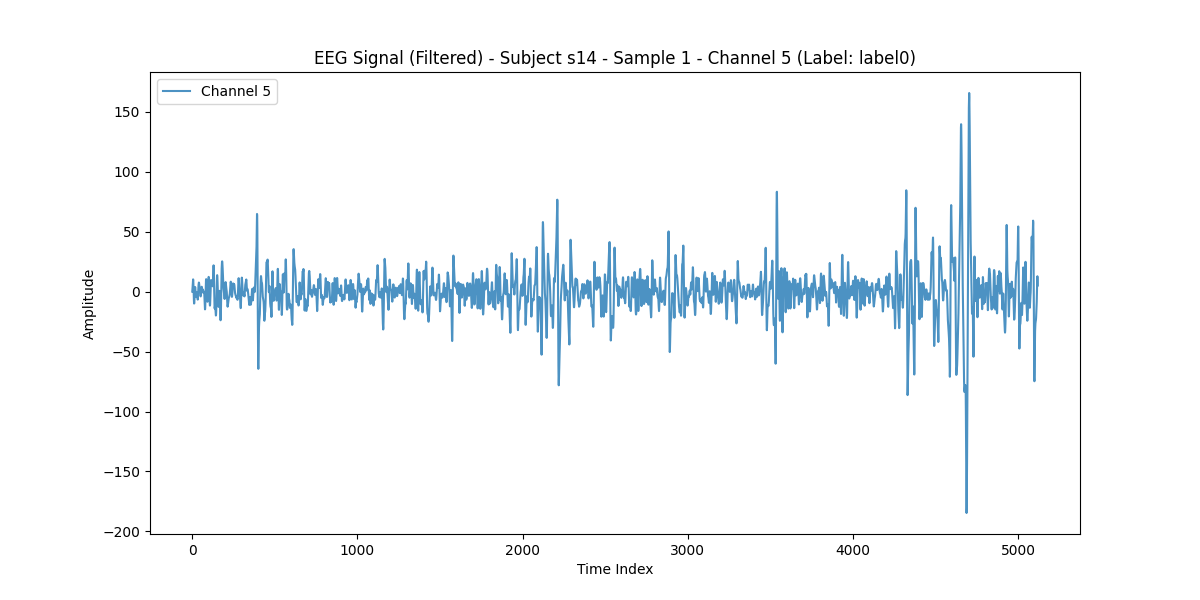 EEG Signal (Filtered) - Subject s14 - Sample 1 - Channel 5 (Label: label0)
Channel 5
150
100
50
0
−50
−100
−150
−200
Amplitude
0 1000 2000 3000 4000 5000
Time Index